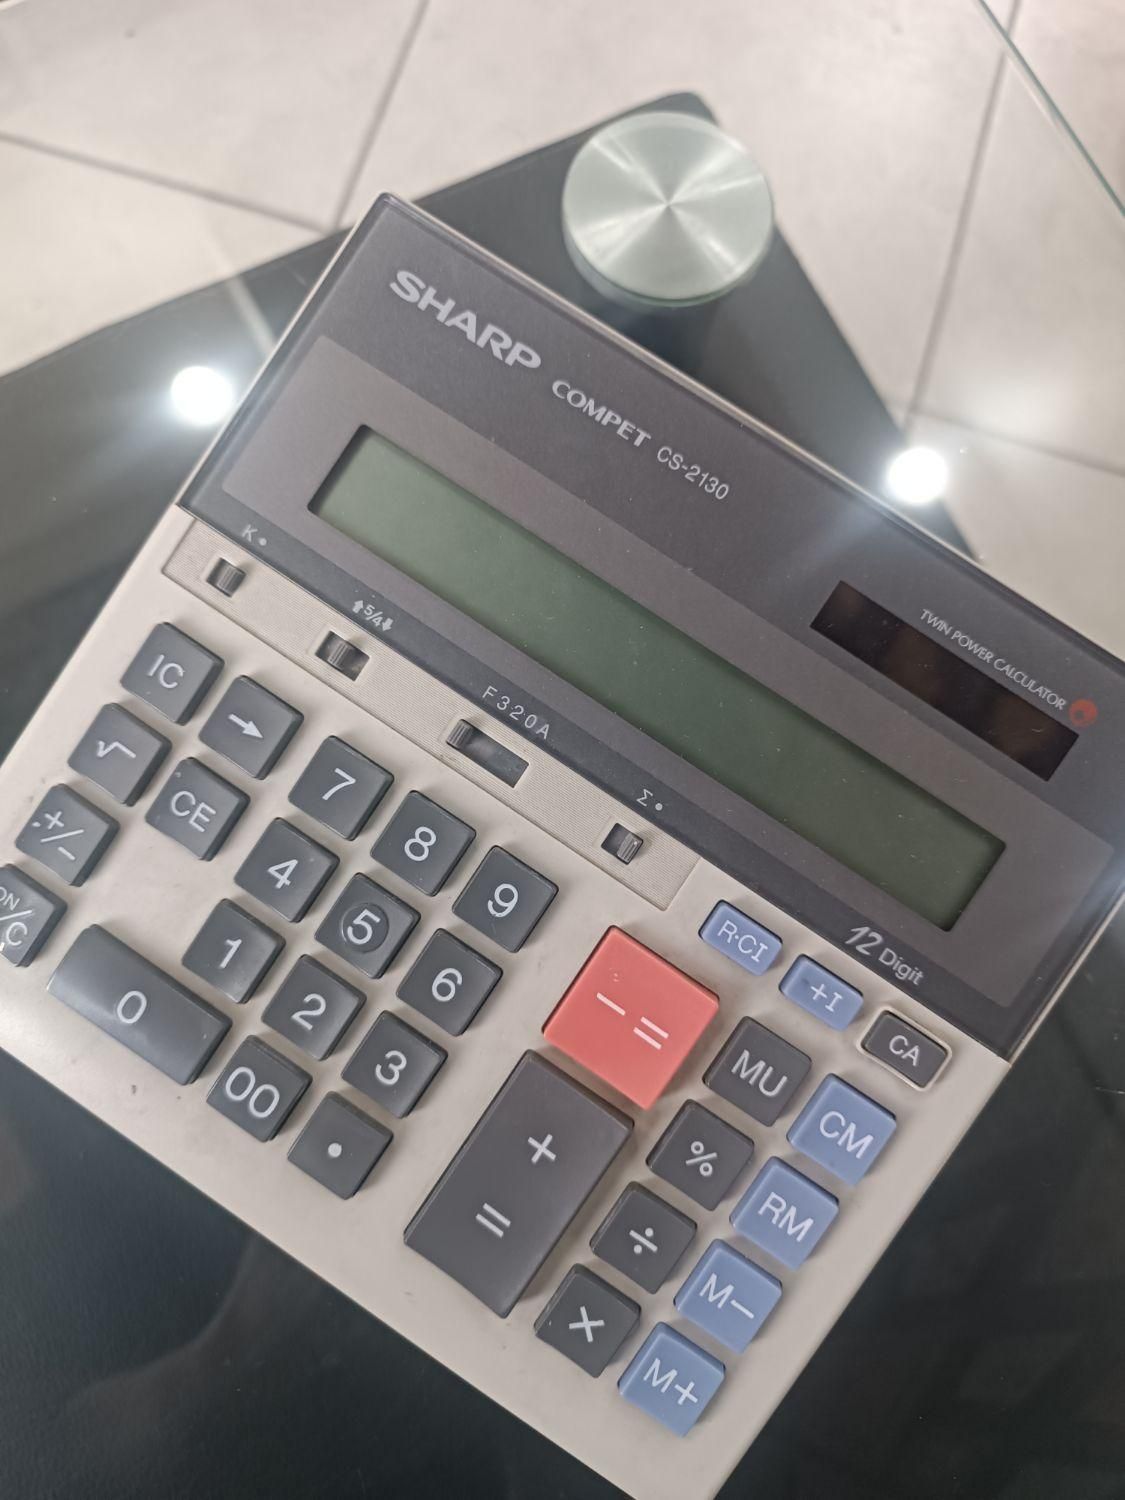 SHARP COMPET CS-2130
TWIN POWER CALCULATOR
K •
⬆5/4⬇
F 3 2 0 A
Σ •
12 Digit
IC → 7 8 9 −= R·CI +I CA
√ CE 4 5 6 MU CM
+/− 1 2 3 += % RM
ON/C 0 00 • ÷ M−
× M+